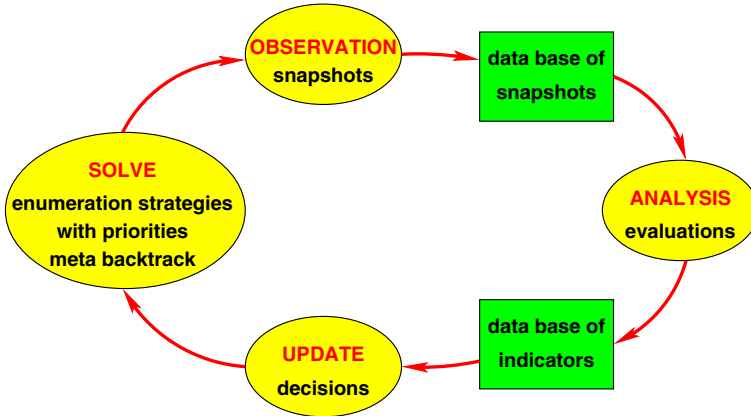 OBSERVATION
snapshots
data base of
snapshots
SOLVE
enumeration strategies
with priorities
meta backtrack
ANALYSIS
evaluations
data base of
indicators
UPDATE
decisions